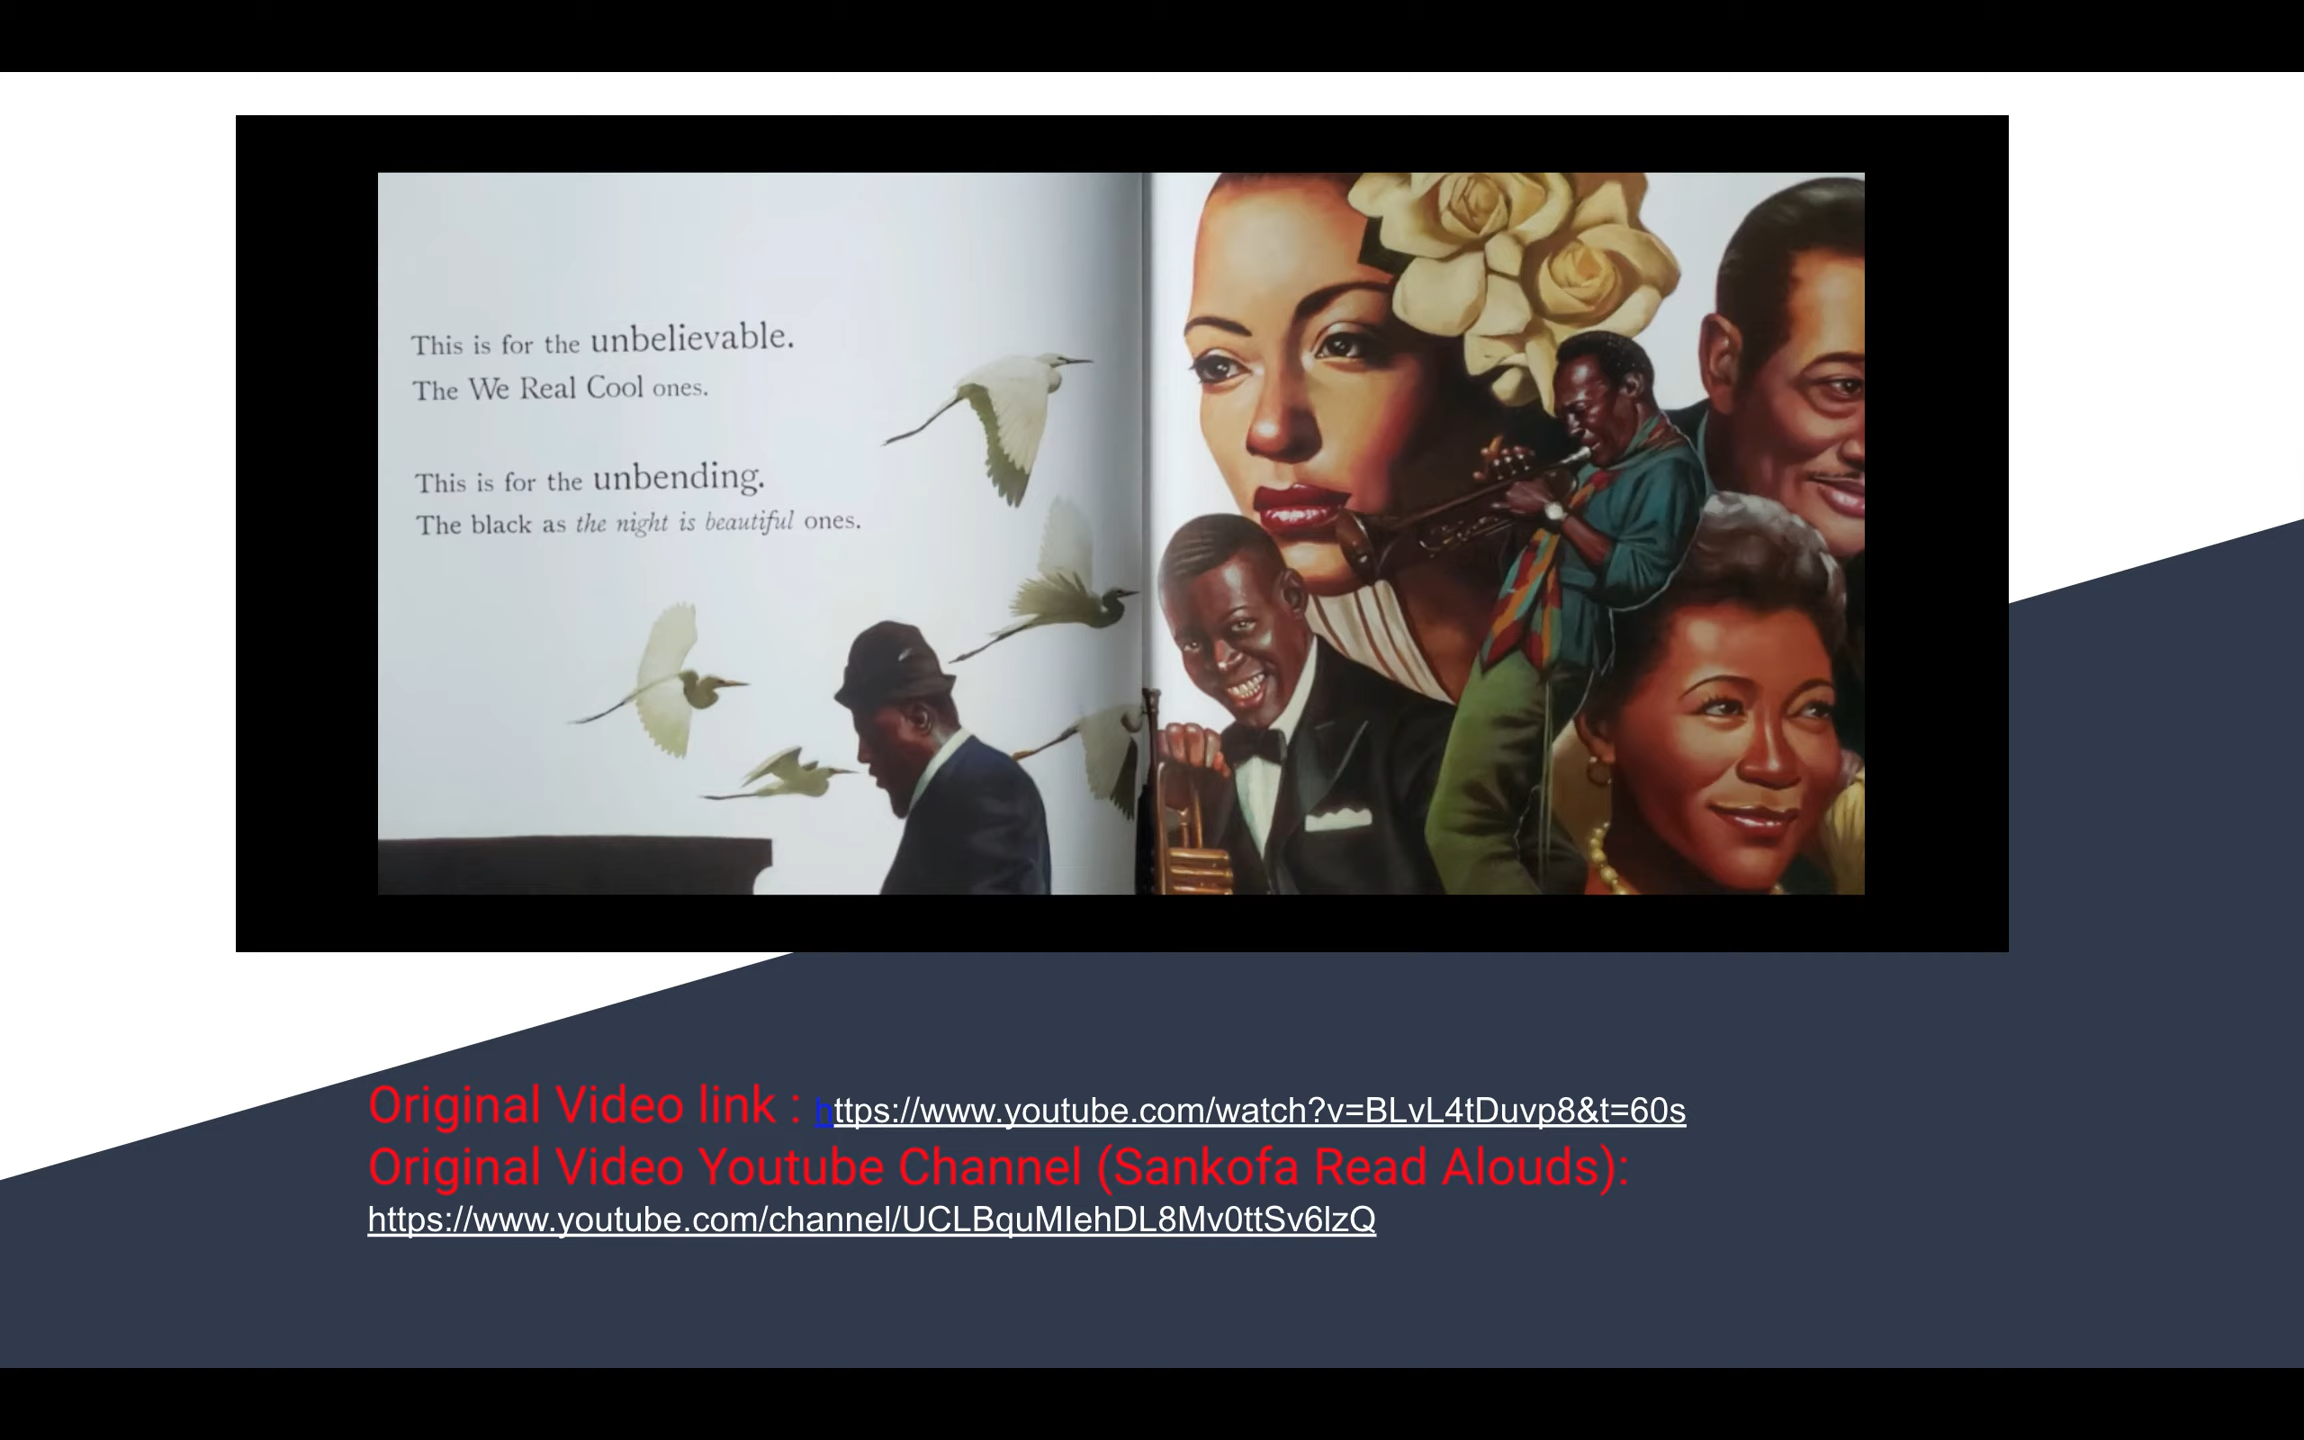 This is for the unbelievable.
The We Real Cool ones.
This is for the unbending.
The black as the night is beautiful ones.
Original Video link : https://www.youtube.com/watch?v=BLvL4tDuvp8&t=60s
Original Video Youtube Channel (Sankofa Read Alouds):
https://www.youtube.com/channel/UCLBquMIehDL8Mv0ttSv6lzQ